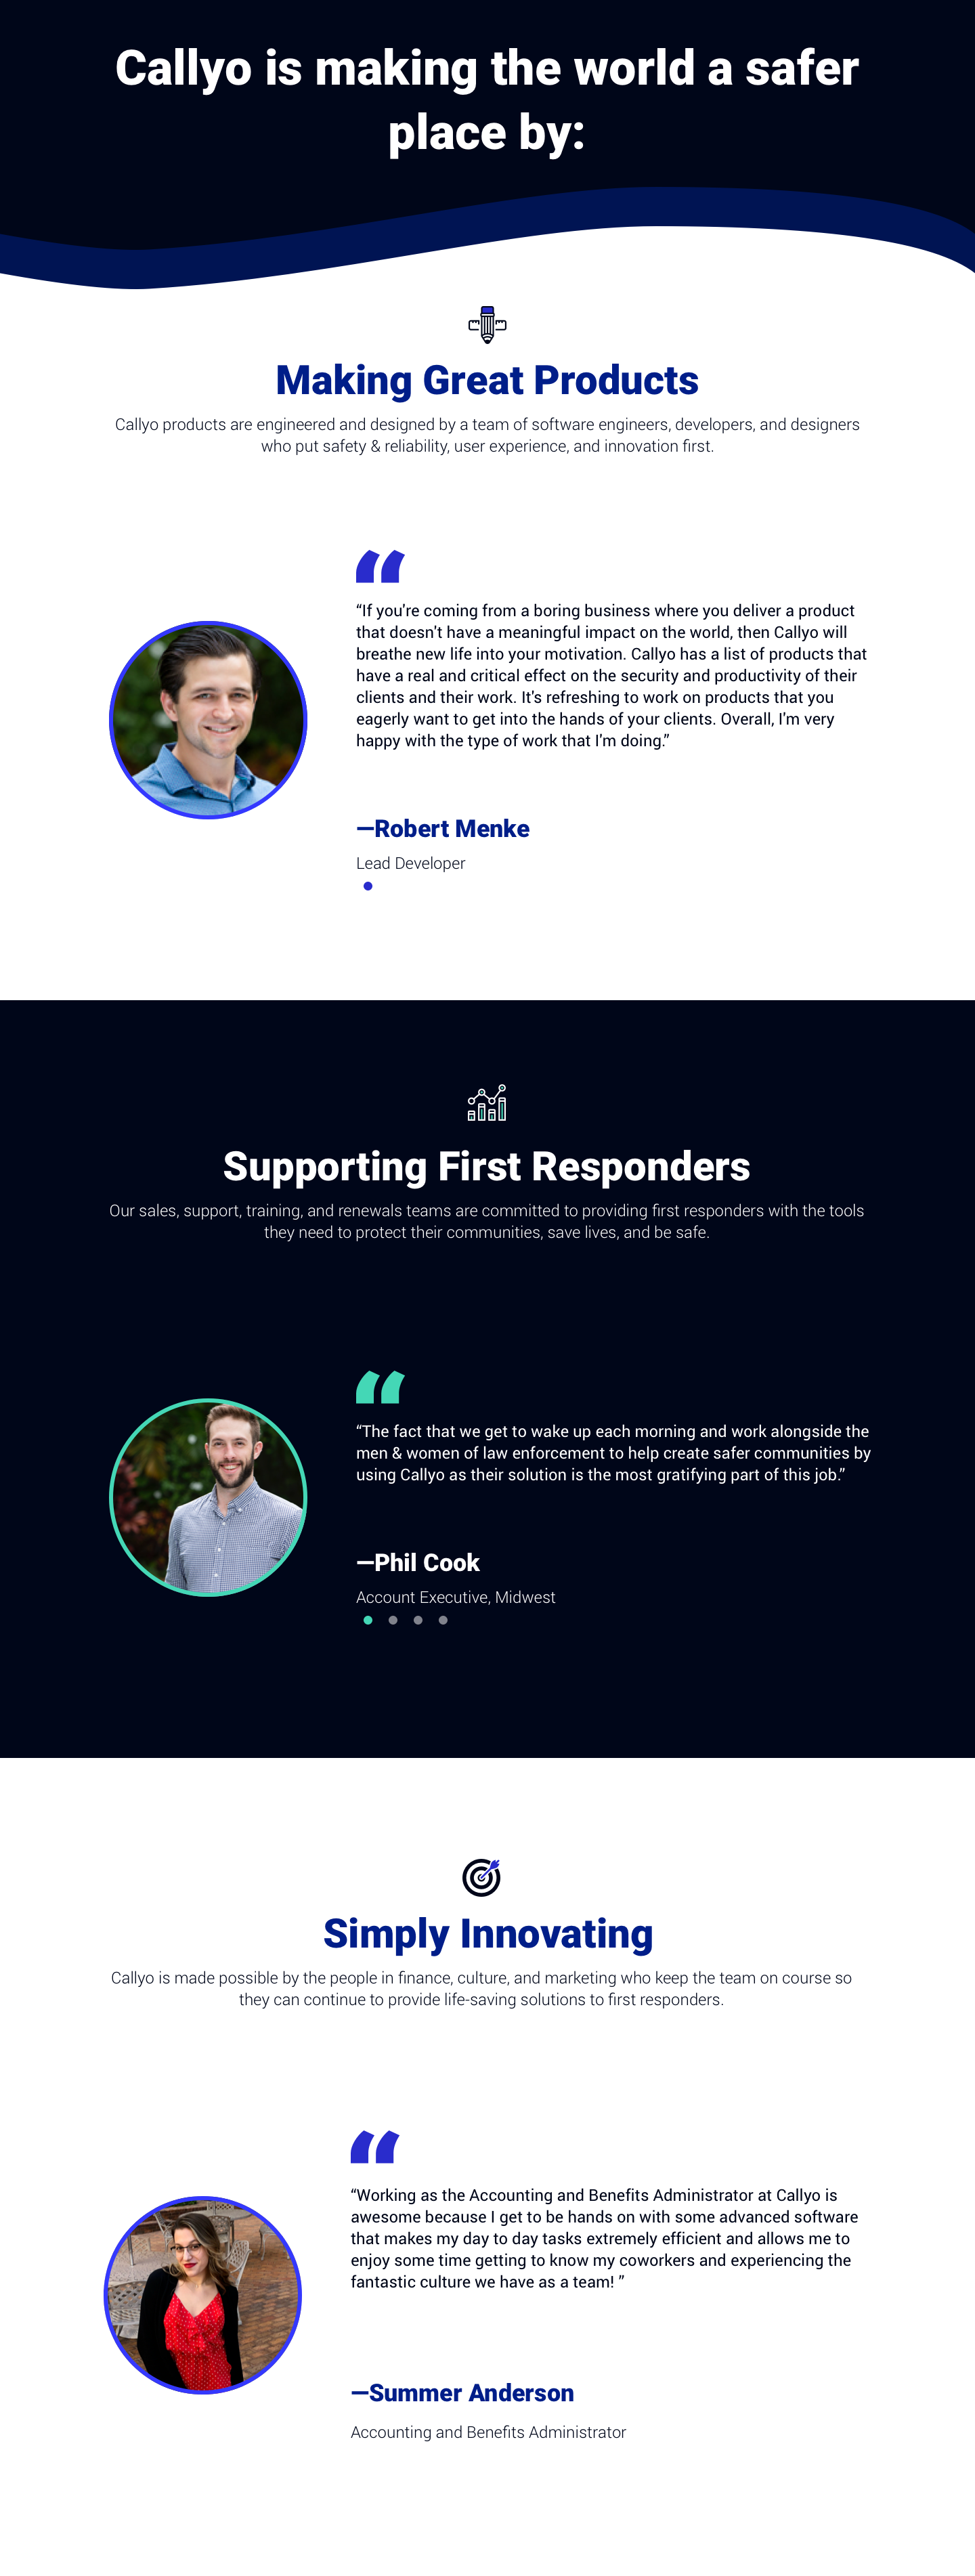 Callyo is making the world a safer
place by:
Making Great Products
Callyo products are engineered and designed by a team of software engineers, developers, and designers
who put safety & reliability, user experience, and innovation first.
“If you're coming from a boring business where you deliver a product
that doesn't have a meaningful impact on the world, then Callyo will
breathe new life into your motivation. Callyo has a list of products that
have a real and critical effect on the security and productivity of their
clients and their work. It's refreshing to work on products that you
eagerly want to get into the hands of your clients. Overall, I'm very
happy with the type of work that I'm doing.”
—Robert Menke
Lead Developer
Supporting First Responders
Our sales, support, training, and renewals teams are committed to providing first responders with the tools
they need to protect their communities, save lives, and be safe.
“The fact that we get to wake up each morning and work alongside the
men & women of law enforcement to help create safer communities by
using Callyo as their solution is the most gratifying part of this job.”
—Phil Cook
Account Executive, Midwest
Simply Innovating
Callyo is made possible by the people in finance, culture, and marketing who keep the team on course so
they can continue to provide life-saving solutions to first responders.
“Working as the Accounting and Benefits Administrator at Callyo is
awesome because I get to be hands on with some advanced software
that makes my day to day tasks extremely efficient and allows me to
enjoy some time getting to know my coworkers and experiencing the
fantastic culture we have as a team! ”
—Summer Anderson
Accounting and Benefits Administrator